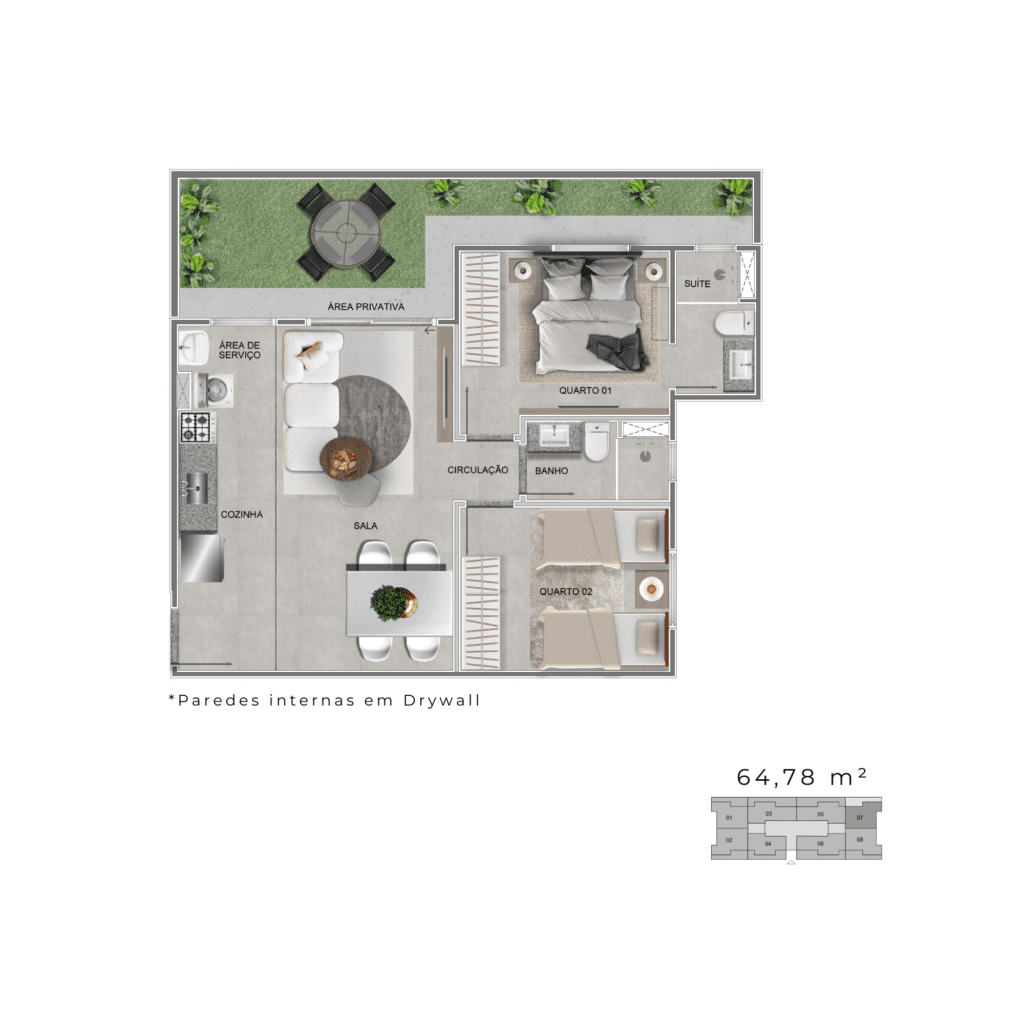 ÁREA PRIVATIVA
SUÍTE
ÁREA DE
SERVIÇO
QUARTO 01
CIRCULAÇÃO
BANHO
COZINHA
SALA
QUARTO 02
*Paredes internas em Drywall
64,78 m²
01
03
05
07
02
04
06
08